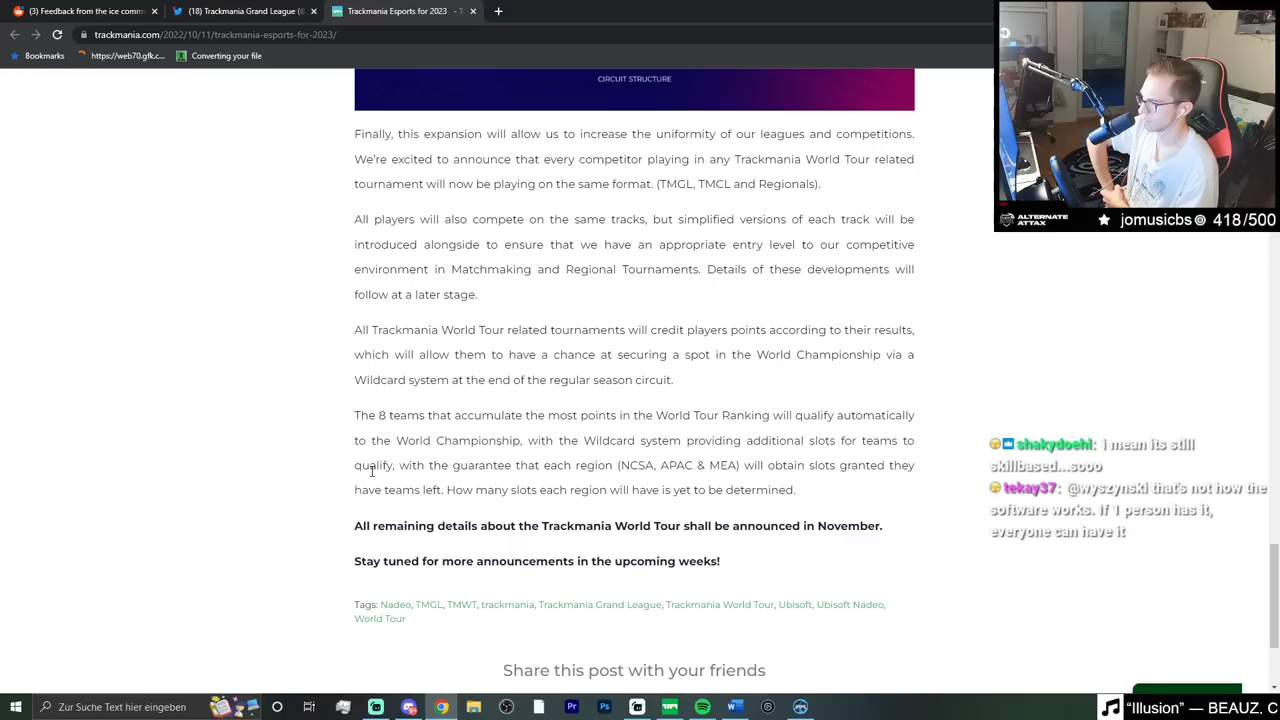 (3) Feedback from the ice comm
(18) Trackmania Grand League (
Trackmania Esports for 2023
trackmania.com/2022/10/11/trackmania-esports-for-2023/
Bookmarks
https://web70.gfk.c...
Converting your file
CIRCUIT STRUCTURE
Finally, this expansion will allow us to increase the uniformity of our leagues and competitions.
We're excited to announce that every competitor playing in any Trackmania World Tour related
tournament will now be playing on the same format. (TMGL, TMCL and Regionals).
All players will also compete on the same tracks, but simplified versions of each track will be
introduced alongside to ensure that we have an appropriate entry level to our competitive
environment in Matchmaking and Regional Tournaments. Details of these developments will
follow at a later stage.
All Trackmania World Tour related tournaments will credit players points according to their results,
which will allow them to have a chance at securing a spot in the World Championship via a
Wildcard system at the end of the regular season circuit.
The 8 teams that accumulate the most points in the World Tour Ranking will qualify automatically
to the World Championship, with the Wildcard system providing additional slots for teams to
qualify, with the guarantee that each region (NCSA, APAC & MEA) will obtain slots granted they
have teams left. How many slots each region will have is yet to be determined.
All remaining details about the Trackmania World Tour shall be announced in November.
Stay tuned for more announcements in the upcoming weeks!
Tags: Nadeo, TMGL, TMWT, trackmania, Trackmania Grand League, Trackmania World Tour, Ubisoft, Ubisoft Nadeo,
World Tour
Share this post with your friends
ALTERNATE
ATTAX
jomusicbs
418/500
shakydoehl: i mean its still
skillbased...sooo
tekay37: @wyszynski that's not how the
software works. If 1 person has it,
everyone can have it
Zur Suche Text hier eingeben
"Illusion" — BEAUZ. C